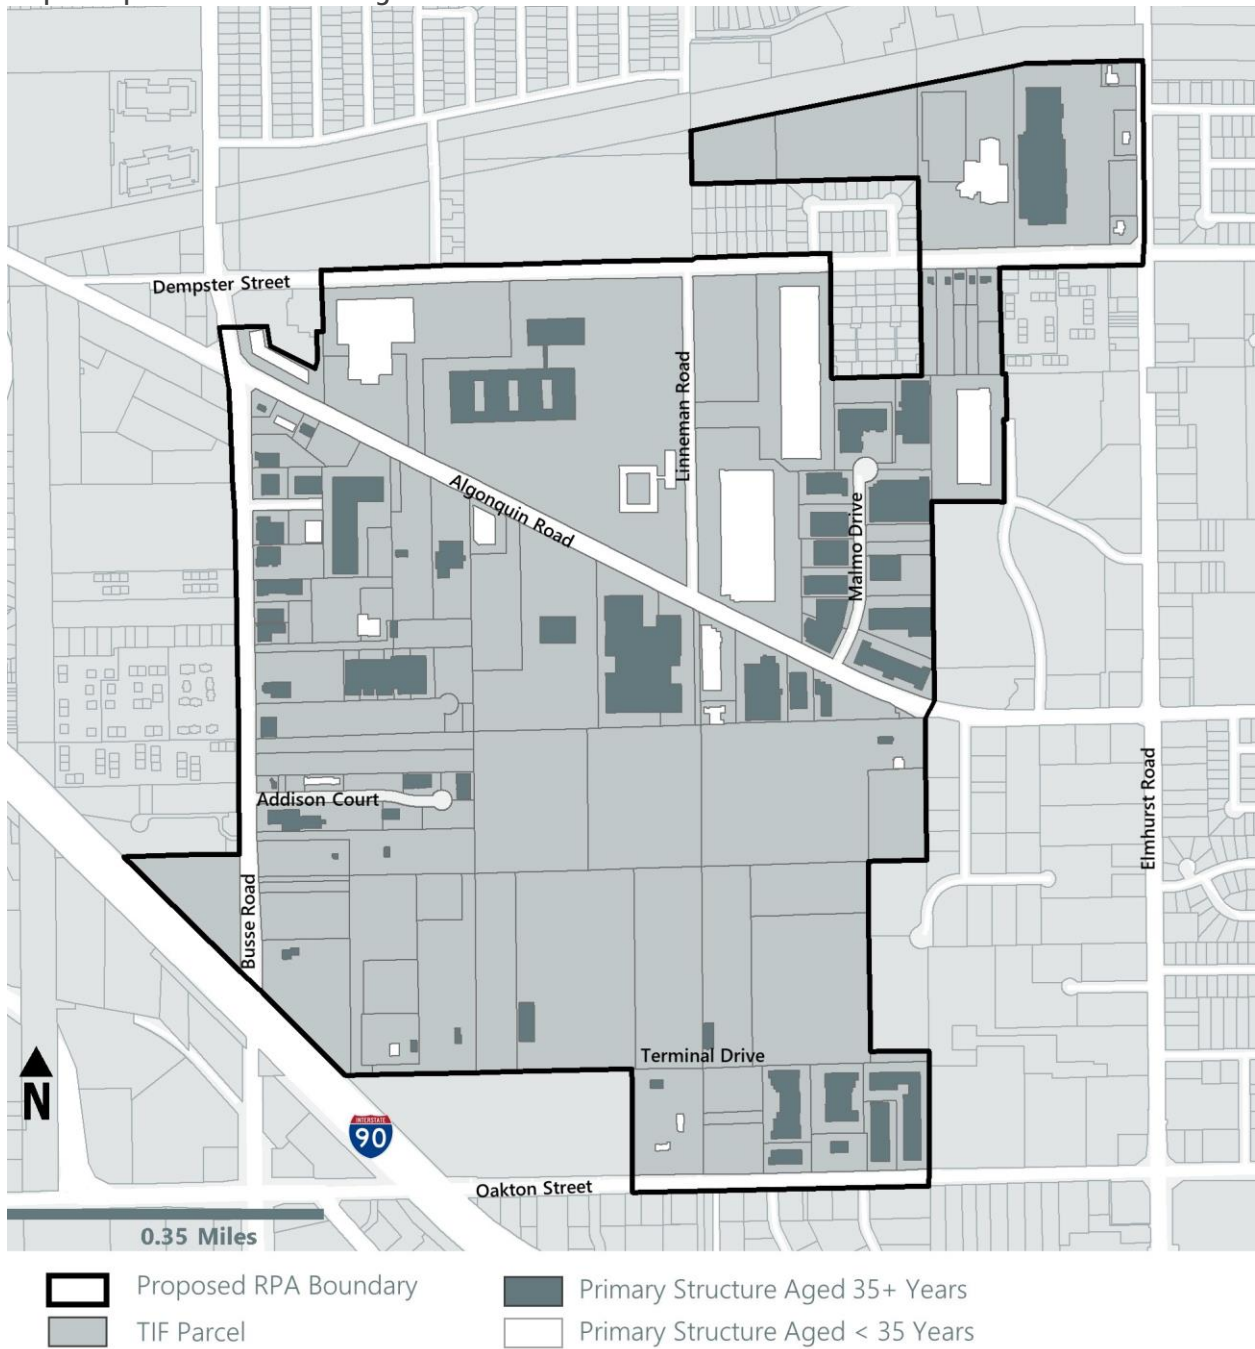 Dempster Street
Linneman Road
Algonquin Road
Malmo Drive
Addison Court
Elmhurst Road
Busse Road
Terminal Drive
N
INTERSTATE
90
Oakton Street
0.35 Miles
Proposed RPA Boundary
Primary Structure Aged 35+ Years
TIF Parcel
Primary Structure Aged < 35 Years